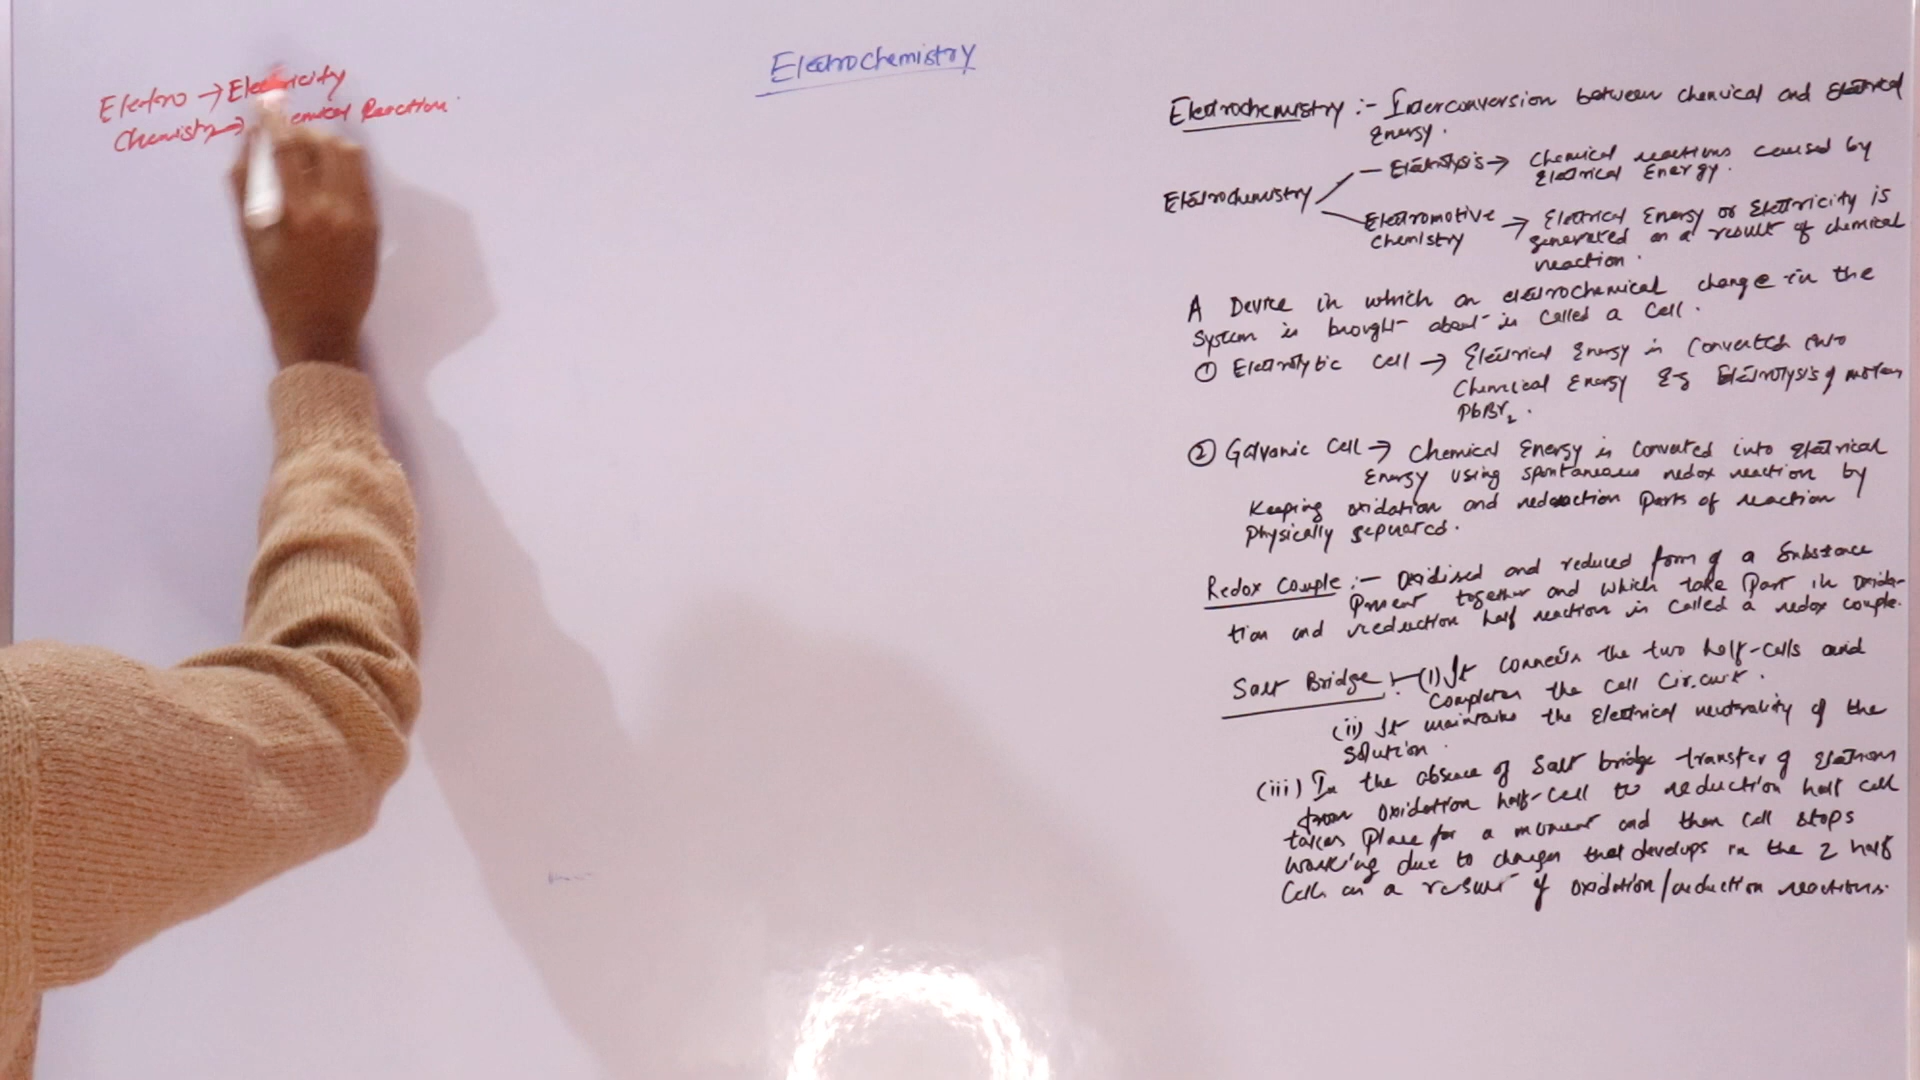 Electrochemistry
Electro → Electricity
Chemistry → Chemical Reaction.
Electrochemistry :- Interconversion between chemical and Electrical
Energy.
Electrochemistry
— Electrolysis → Chemical reactions caused by
Electrical Energy.
Electromotive → Electrical Energy or Electricity is
chemistry
generated as a result of chemical
reaction.
A Device in which an electrochemical change in the
System is brought about is called a Cell.
① Electrolytic Cell → Electrical Energy is Converted into
Chemical Energy Eg Electrolysis of molten
PbBr₂.
② Galvanic Cell → Chemical Energy is Converted into Electrical
Energy using spontaneous redox reaction by
Keeping oxidation and reduction Parts of reaction
Physically separated.
Redox Couple :- Oxidised and reduced form of a Substance
Present together and which take Part in oxida-
tion and reduction half reaction is called a redox couple.
Salt Bridge :- (i) It connects the two half-cells and
Completes the Cell Circuit.
(ii) It maintains the Electrical neutrality of the
Solution.
(iii) In the absence of Salt bridge transfer of Electrons
from Oxidation half-Cell to reduction half cell
takes Place for a moment and then Cell stops
working due to charges that develops in the 2 half
Cells as a result of oxidation/reduction reactions.